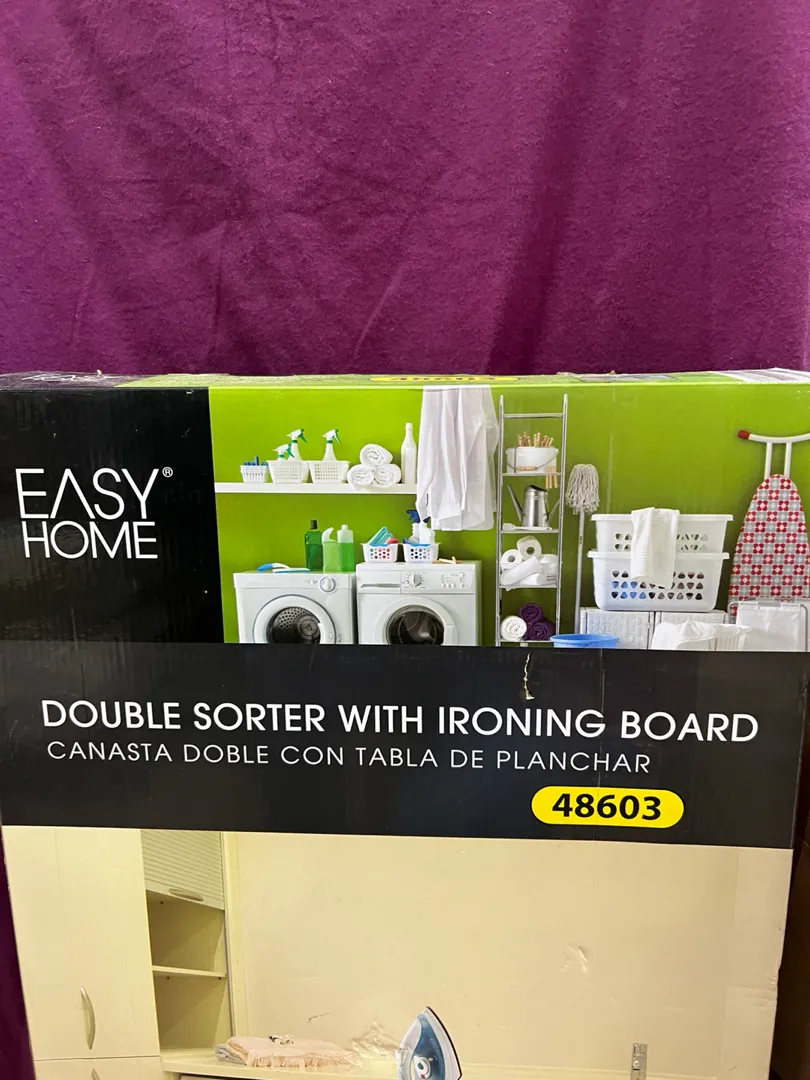 EASY®
HOME
DOUBLE SORTER WITH IRONING BOARD
CANASTA DOBLE CON TABLA DE PLANCHAR
48603